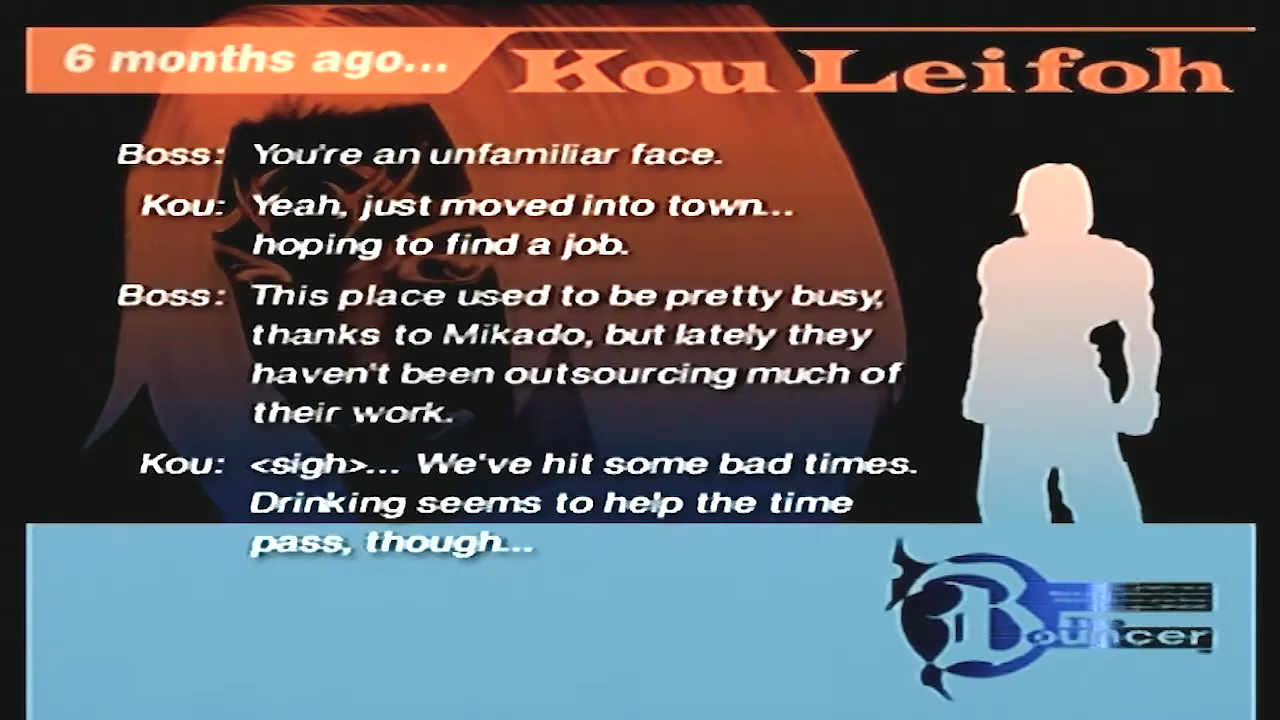 6 months ago...
Kou Leifoh
Boss: You're an unfamiliar face.
Kou: Yeah, just moved into town...
hoping to find a job.
Boss: This place used to be pretty busy,
thanks to Mikado, but lately they
haven't been outsourcing much of
their work.
Kou: <sigh>... We've hit some bad times.
Drinking seems to help the time
pass, though...
Bouncer